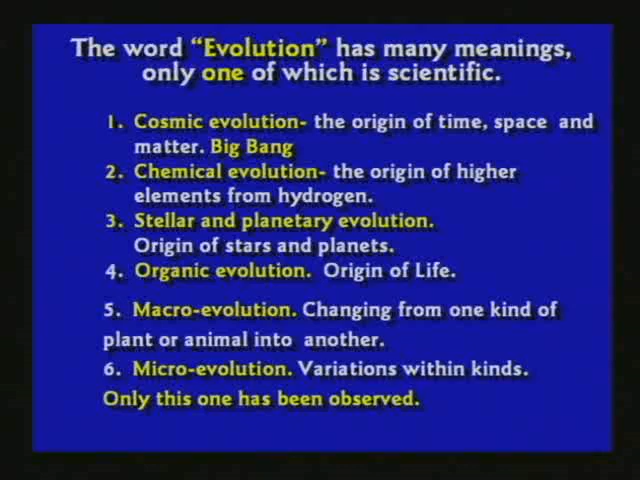 The word “Evolution” has many meanings,
only one of which is scientific.
1. Cosmic evolution- the origin of time, space and
matter. Big Bang
2. Chemical evolution- the origin of higher
elements from hydrogen.
3. Stellar and planetary evolution.
Origin of stars and planets.
4. Organic evolution. Origin of Life.
5. Macro-evolution. Changing from one kind of
plant or animal into another.
6. Micro-evolution. Variations within kinds.
Only this one has been observed.